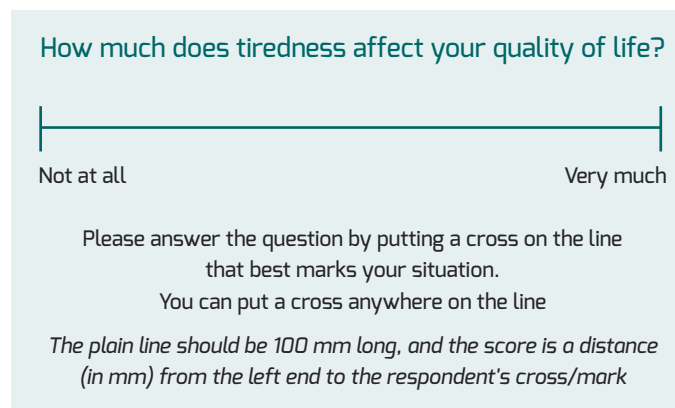 How much does tiredness affect your quality of life?
Not at all
Very much
Please answer the question by putting a cross on the line
that best marks your situation.
You can put a cross anywhere on the line
The plain line should be 100 mm long, and the score is a distance
(in mm) from the left end to the respondent's cross/mark